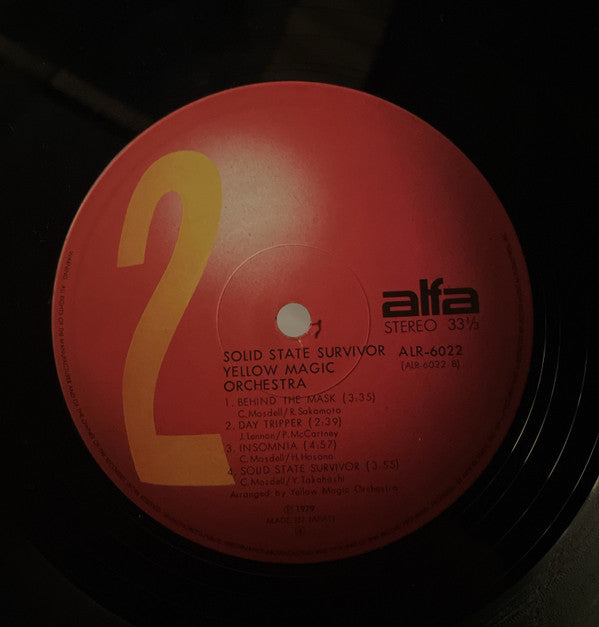 2
alfa
STEREO 33⅓
SOLID STATE SURVIVOR ALR-6022
YELLOW MAGIC (ALR-6022 B)
ORCHESTRA
1. BEHIND THE MASK (3:35)
C. Mosdell/R. Sakamoto
2. DAY TRIPPER (2:39)
J. Lennon/P. McCartney
3. INSOMNIA (4:57)
C. Mosdell/H. Hosono
4. SOLID STATE SURVIVOR (3:55)
C. Mosdell/Y. Takahashi
Arranged by Yellow Magic Orchestra
Ⓟ 1979
MADE IN JAPAN